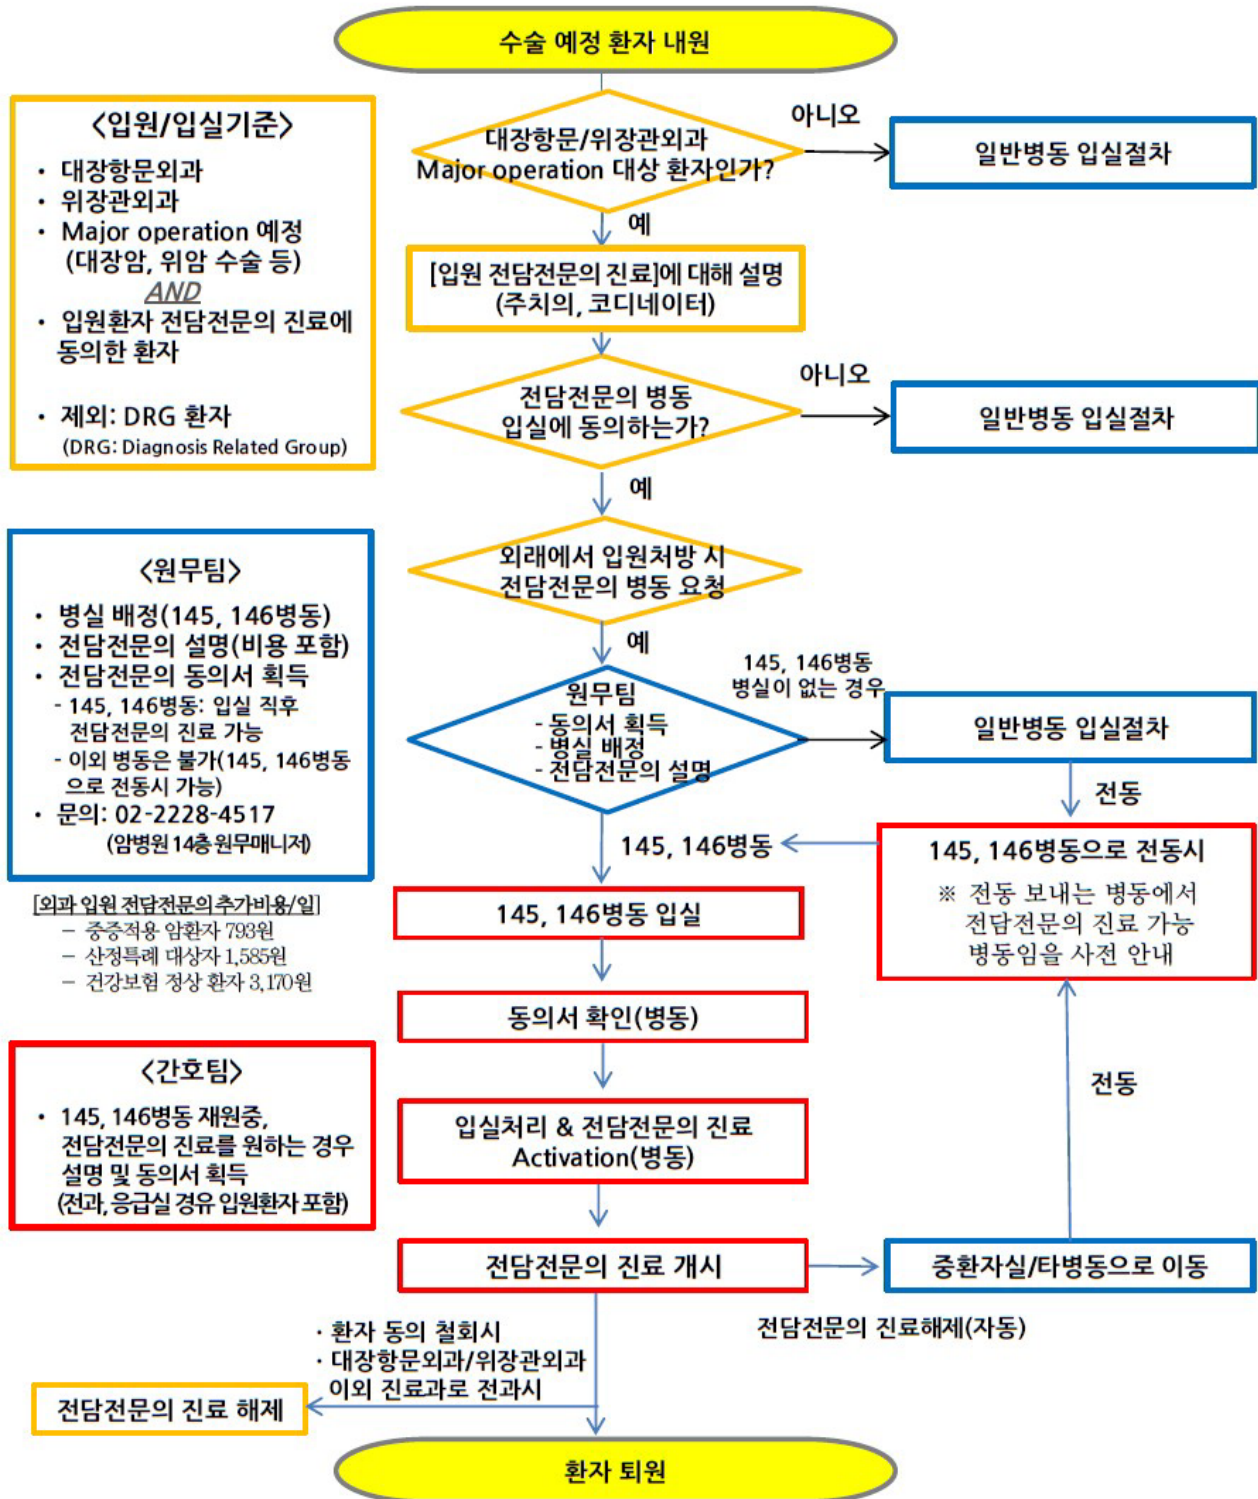 수술 예정 환자 내원
<입원/입실기준>
· 대장항문외과
· 위장관외과
· Major operation 예정
(대장암, 위암 수술 등)
AND
· 입원환자 전담전문의 진료에
동의한 환자
· 제외: DRG 환자
(DRG: Diagnosis Related Group)
대장항문/위장관외과
Major operation 대상 환자인가?
아니오
일반병동 입실절차
예
[입원 전담전문의 진료]에 대해 설명
(주치의, 코디네이터)
전담전문의 병동
입실에 동의하는가?
아니오
일반병동 입실절차
예
외래에서 입원처방 시
전담전문의 병동 요청
예
<원무팀>
· 병실 배정(145, 146병동)
· 전담전문의 설명(비용 포함)
· 전담전문의 동의서 획득
- 145, 146병동: 입실 직후
전담전문의 진료 가능
- 이외 병동은 불가(145, 146병동
으로 전동시 가능)
· 문의: 02-2228-4517
(암병원 14층 원무매니저)
[외과 입원 전담전문의 추가비용/일]
- 중증적용 암환자 793원
- 산정특례 대상자 1,585원
- 건강보험 정상 환자 3,170원
원무팀
- 동의서 획득
- 병실 배정
- 전담전문의 설명
145, 146병동
병실이 없는 경우
일반병동 입실절차
전동
145, 146병동
145, 146병동으로 전동시
※ 전동 보내는 병동에서
전담전문의 진료 가능
병동임을 사전 안내
145, 146병동 입실
동의서 확인(병동)
<간호팀>
· 145, 146병동 재원중,
전담전문의 진료를 원하는 경우
설명 및 동의서 획득
(전과, 응급실 경유 입원환자 포함)
입실처리 & 전담전문의 진료
Activation(병동)
전동
전담전문의 진료 개시
중환자실/타병동으로 이동
전담전문의 진료해제(자동)
· 환자 동의 철회시
· 대장항문외과/위장관외과
이외 진료과로 전과시
전담전문의 진료 해제
환자 퇴원